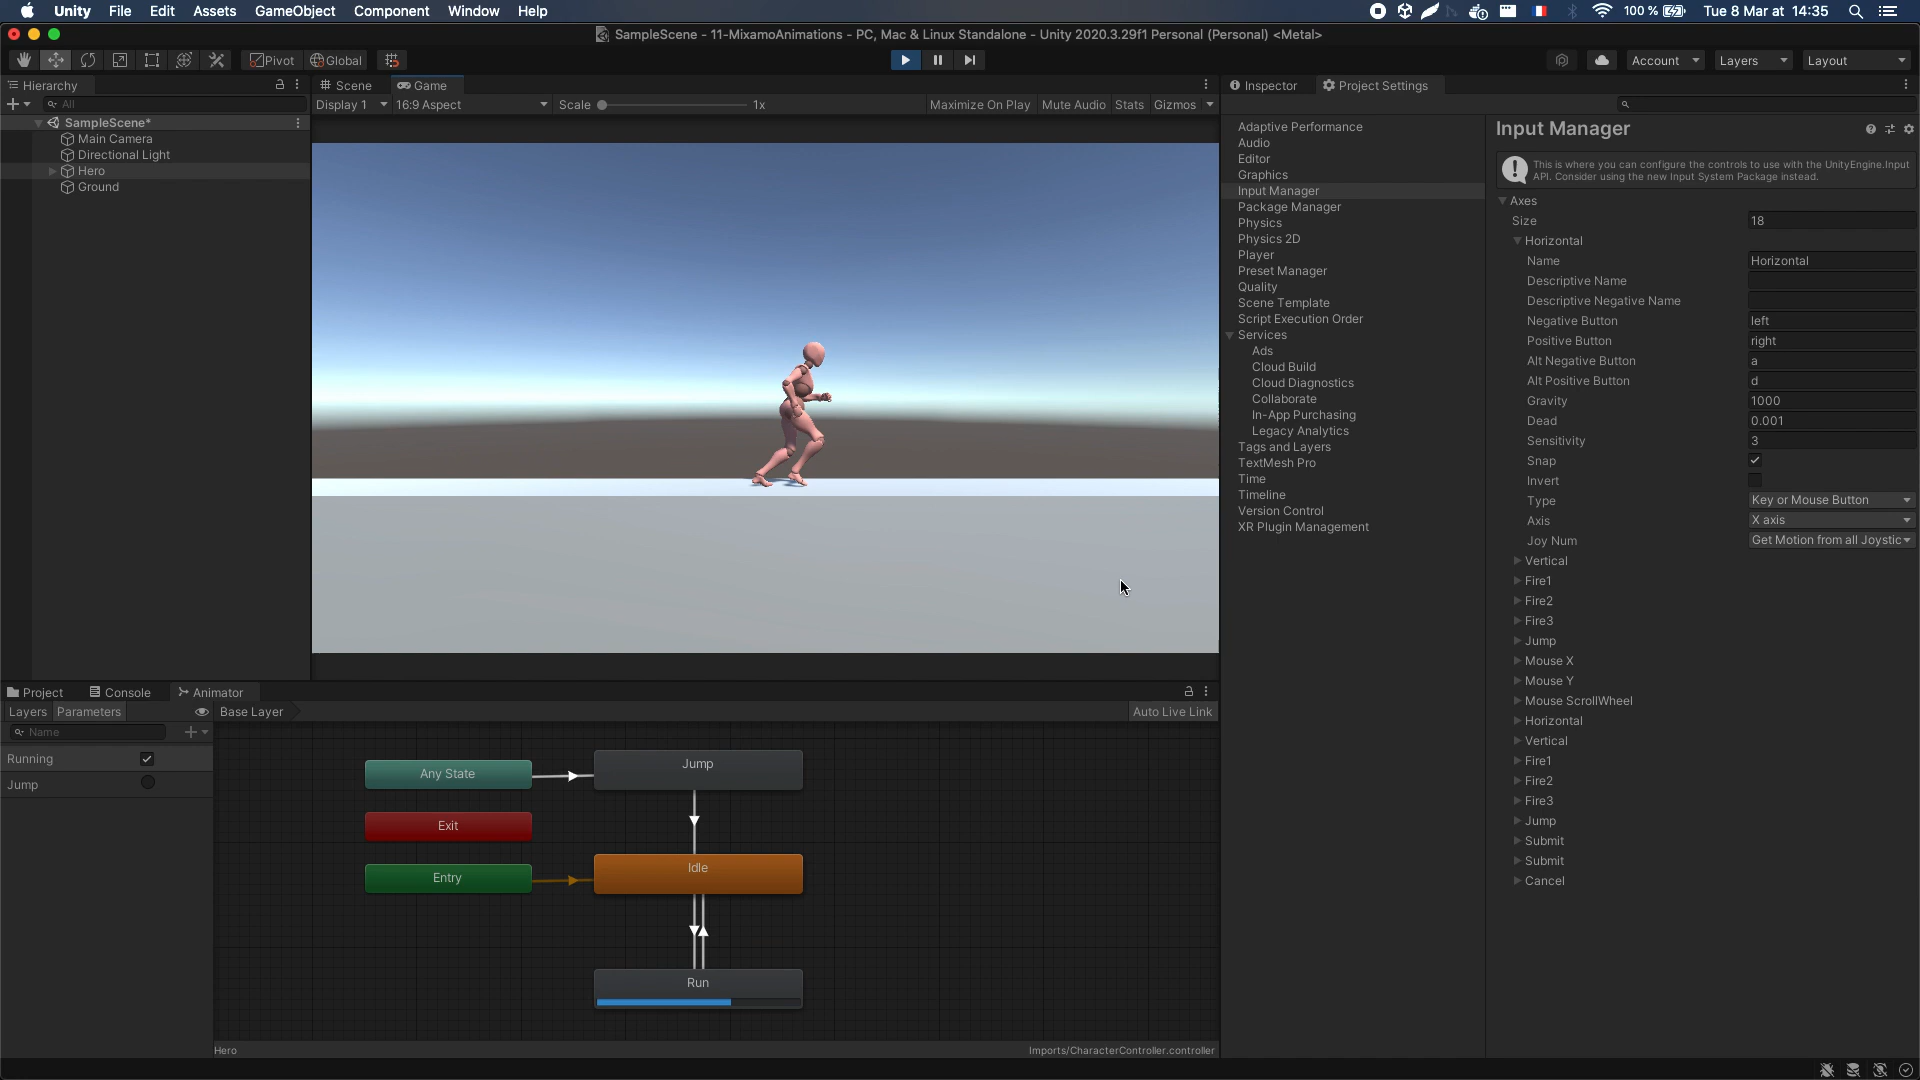 Unity File Edit Assets GameObject Component Window Help 100 % Tue 8 Mar at 14:35
SampleScene - 11-MixamoAnimations - PC, Mac & Linux Standalone - Unity 2020.3.29f1 Personal (Personal) <Metal>
Pivot Global Account Layers Layout
Hierarchy
All
SampleScene*
Main Camera
Directional Light
Hero
Ground
Scene Game
Display 1 16:9 Aspect Scale 1x Maximize On Play Mute Audio Stats Gizmos
Inspector Project Settings
Adaptive Performance
Audio
Editor
Graphics
Input Manager
Package Manager
Physics
Physics 2D
Player
Preset Manager
Quality
Scene Template
Script Execution Order
Services
Ads
Cloud Build
Cloud Diagnostics
Collaborate
In-App Purchasing
Legacy Analytics
Tags and Layers
TextMesh Pro
Time
Timeline
Version Control
XR Plugin Management
Input Manager
This is where you can configure the controls to use with the UnityEngine.Input
API. Consider using the new Input System Package instead.
Axes
Size 18
Horizontal
Name Horizontal
Descriptive Name
Descriptive Negative Name
Negative Button left
Positive Button right
Alt Negative Button a
Alt Positive Button d
Gravity 1000
Dead 0.001
Sensitivity 3
Snap
Invert
Type Key or Mouse Button
Axis X axis
Joy Num Get Motion from all Joystic
Vertical
Fire1
Fire2
Fire3
Jump
Mouse X
Mouse Y
Mouse ScrollWheel
Horizontal
Vertical
Fire1
Fire2
Fire3
Jump
Submit
Submit
Cancel
Project Console Animator
Layers Parameters Base Layer Auto Live Link
Name
Running
Jump
Any State
Jump
Exit
Entry
Idle
Run
Hero Imports/CharacterController.controller